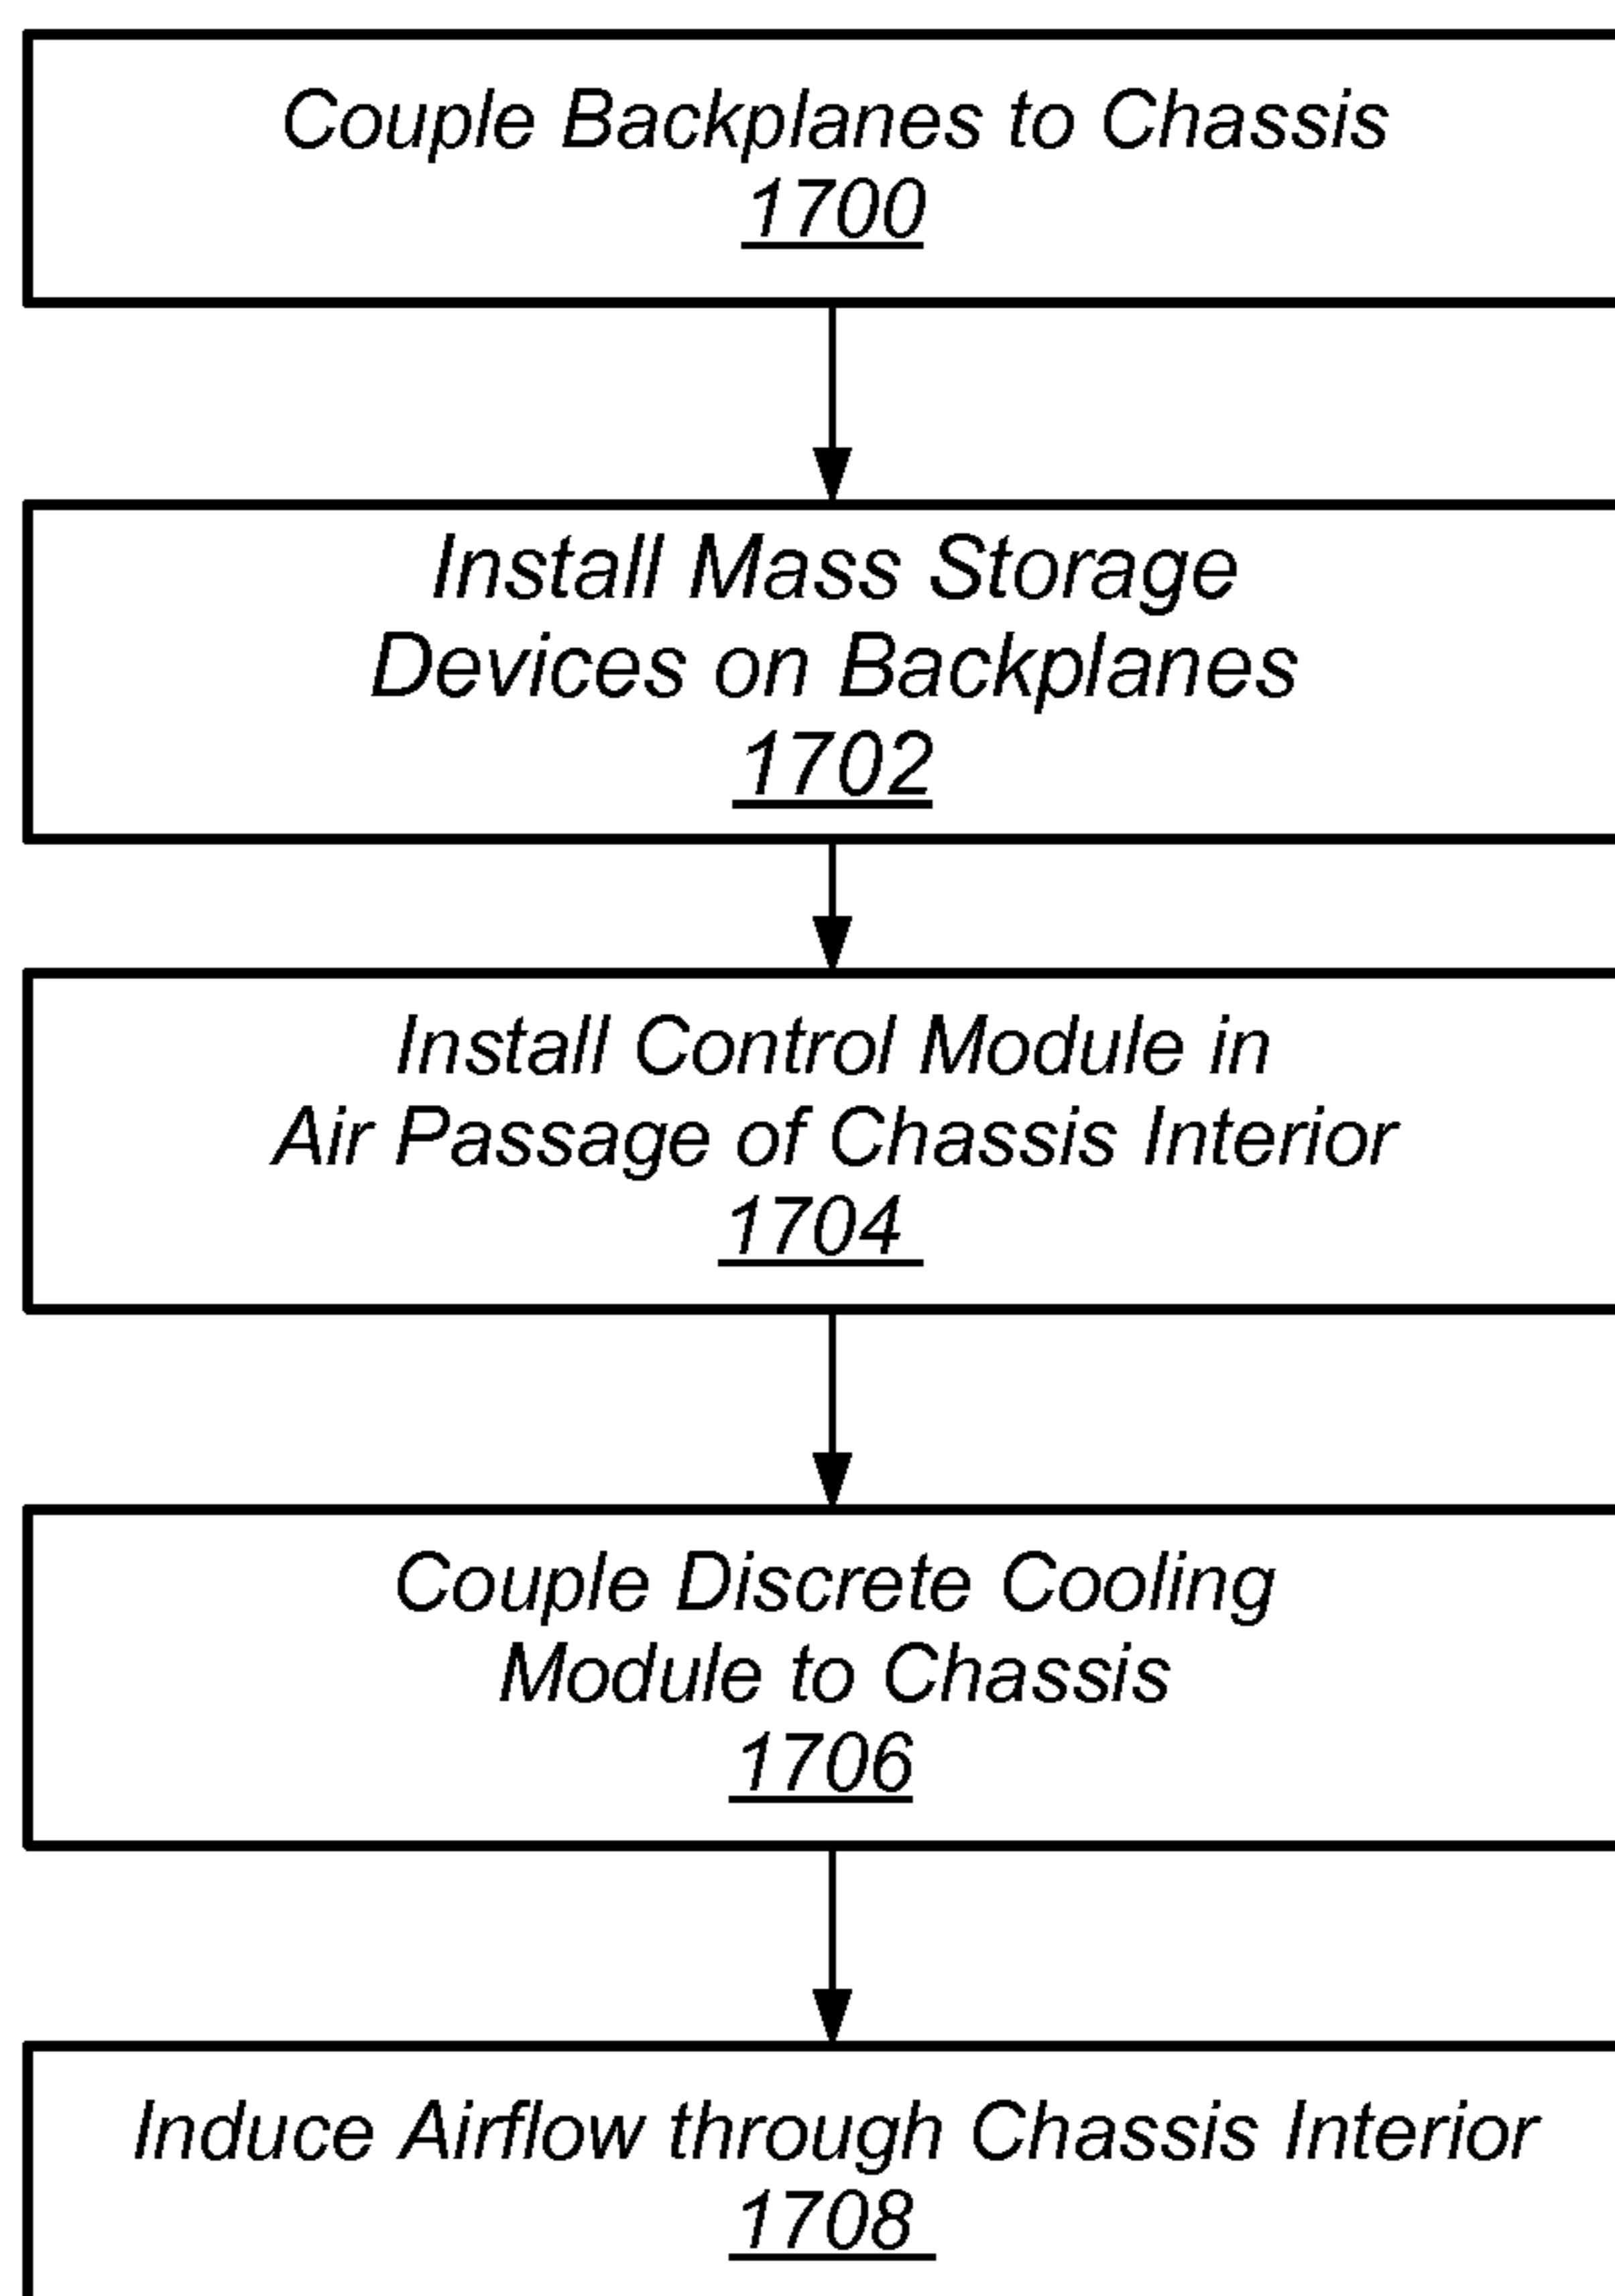 Couple Backplanes to Chassis
1700
Install Mass Storage
Devices on Backplanes
1702
Install Control Module in
Air Passage of Chassis Interior
1704
Couple Discrete Cooling
Module to Chassis
1706
Induce Airflow through Chassis Interior
1708